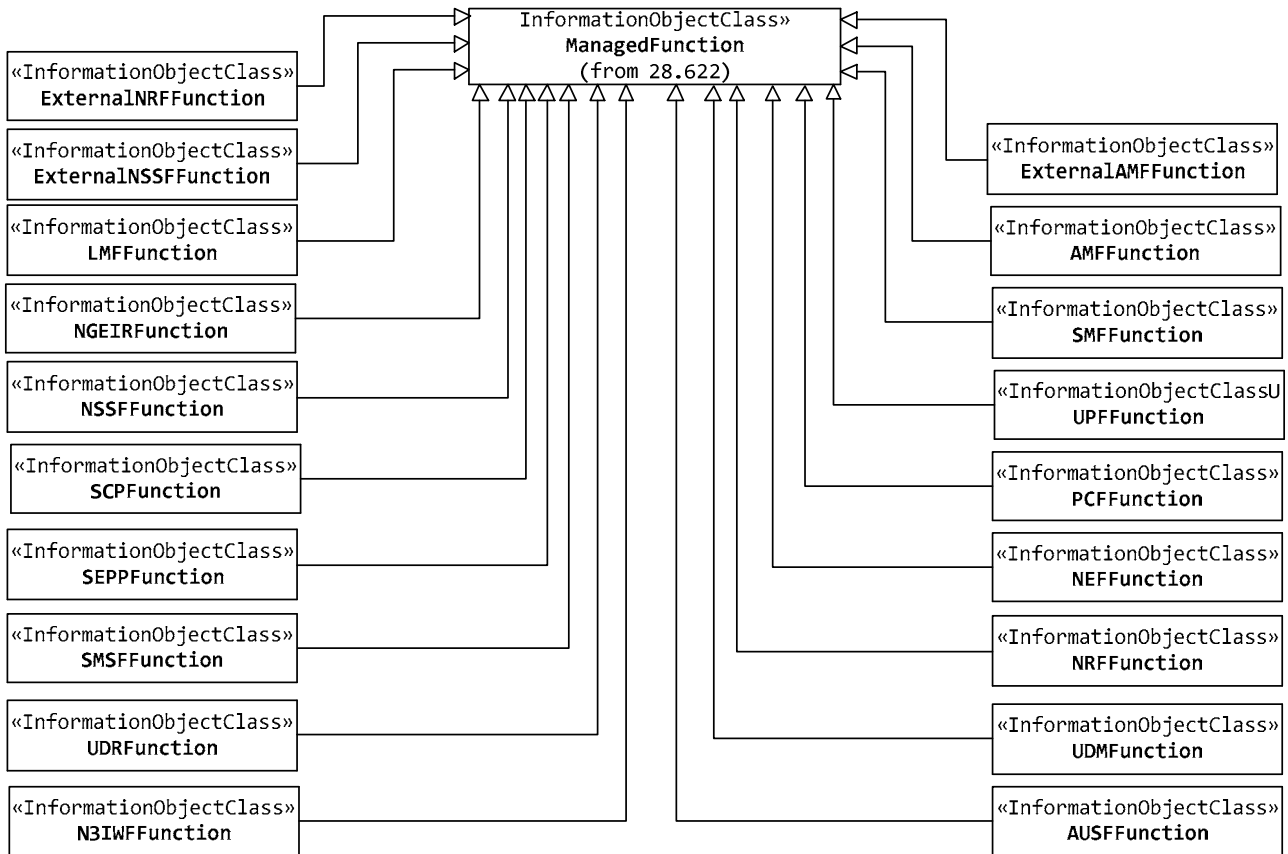 InformationObjectClass»
ManagedFunction
(from 28.622)
«InformationObjectClass»
ExternalNRFFunction
«InformationObjectClass»
ExternalNSSFFunction
«InformationObjectClass»
LMFFunction
«InformationObjectClass»
NGEIRFunction
«InformationObjectClass»
NSSFFunction
«InformationObjectClass»
SCPFunction
«InformationObjectClass»
SEPPFunction
«InformationObjectClass»
SMSFFunction
«InformationObjectClass»
UDRFunction
«InformationObjectClass»
N3IWFFunction
«InformationObjectClass»
ExternalAMFFunction
«InformationObjectClass»
AMFFunction
«InformationObjectClass»
SMFFunction
«InformationObjectClassU
UPFFunction
«InformationObjectClass»
PCFFunction
«InformationObjectClass»
NEFFunction
«InformationObjectClass»
NRFFunction
«InformationObjectClass»
UDMFunction
«InformationObjectClass»
AUSFFunction